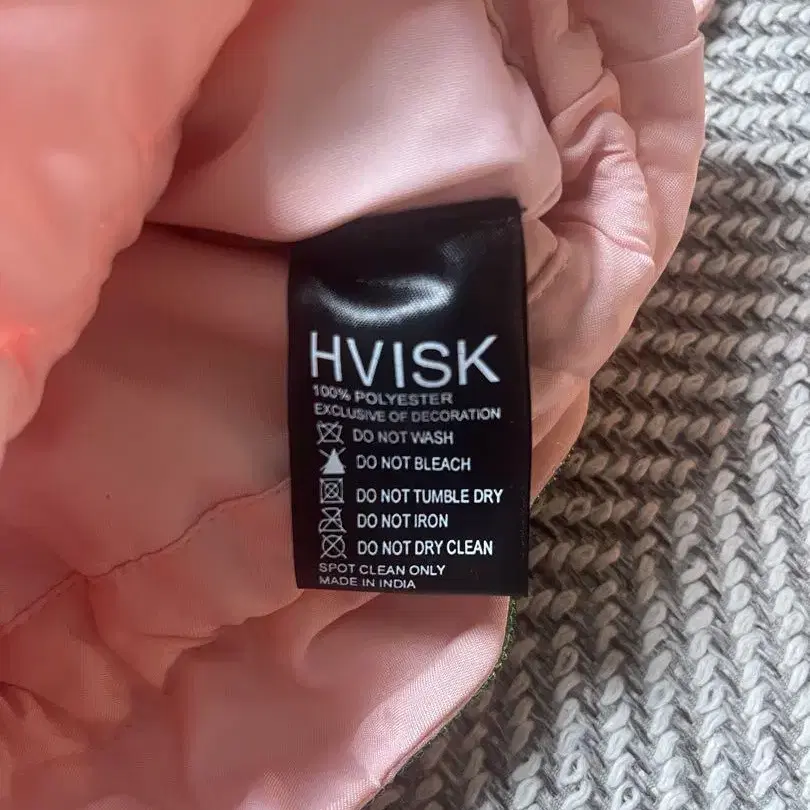 HVISK
100% POLYESTER
EXCLUSIVE OF DECORATION
DO NOT WASH
DO NOT BLEACH
DO NOT TUMBLE DRY
DO NOT IRON
DO NOT DRY CLEAN
SPOT CLEAN ONLY
MADE IN INDIA